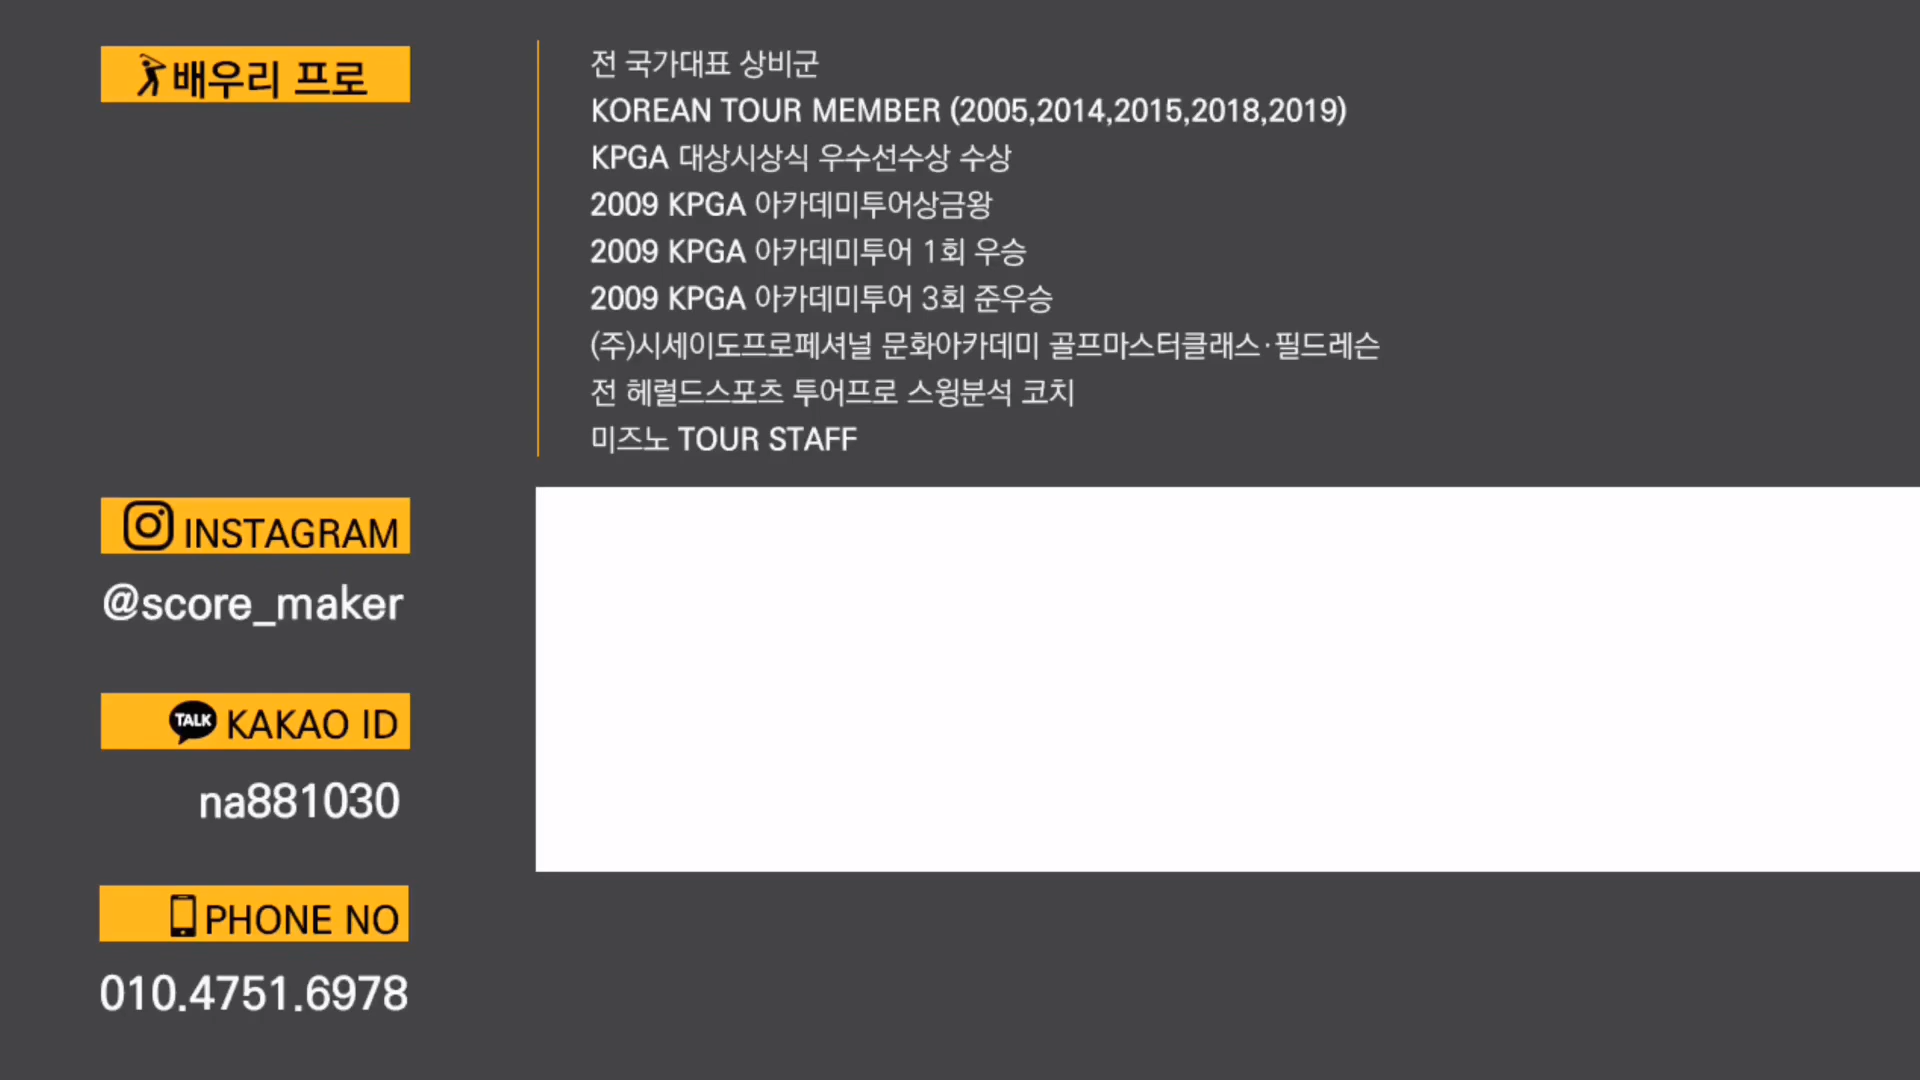 배우리 프로
전 국가대표 상비군
KOREAN TOUR MEMBER (2005,2014,2015,2018,2019)
KPGA 대상시상식 우수선수상 수상
2009 KPGA 아카데미투어상금왕
2009 KPGA 아카데미투어 1회 우승
2009 KPGA 아카데미투어 3회 준우승
(주)시세이도프로페셔널 문화아카데미 골프마스터클래스·필드레슨
전 헤럴드스포츠 투어프로 스윙분석 코치
미즈노 TOUR STAFF
INSTAGRAM
@score_maker
TALK KAKAO ID
na881030
PHONE NO
010.4751.6978